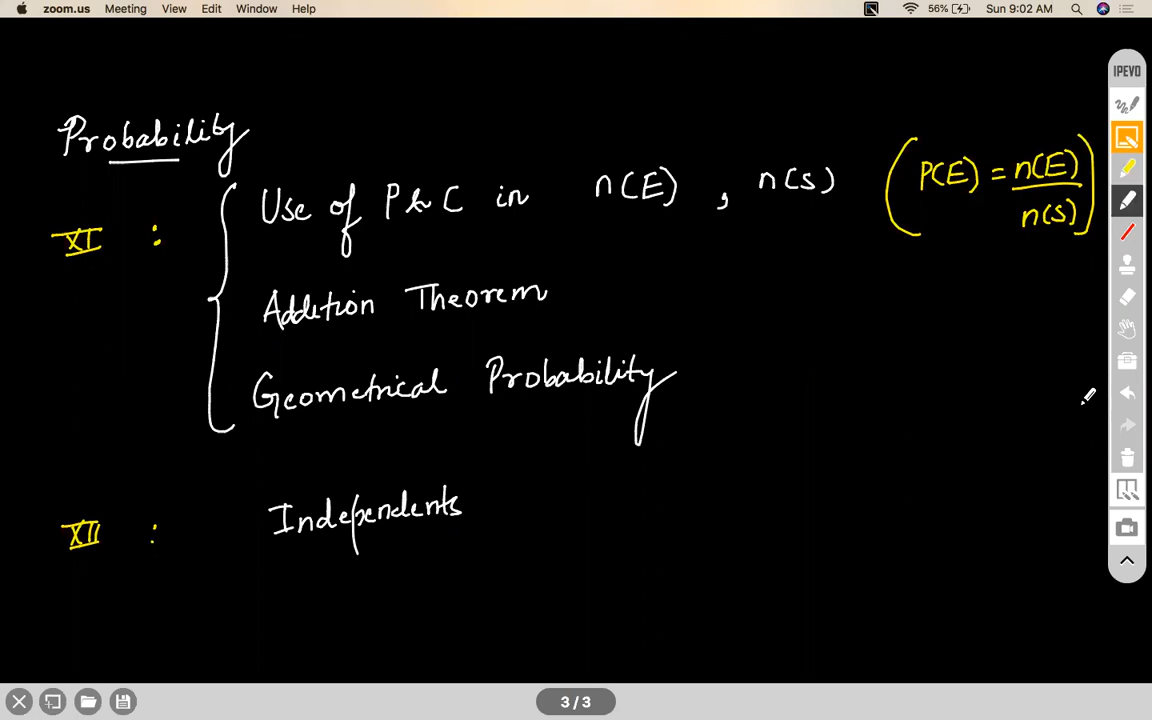 zoom.us Meeting View Edit Window Help 56% Sun 9:02 AM
IPEVO
Probability
XI : Use of P & C in n(E) , n(s) (P(E) = n(E) / n(s))
Addition Theorem
Geometrical Probability
XII : Independents
3 / 3